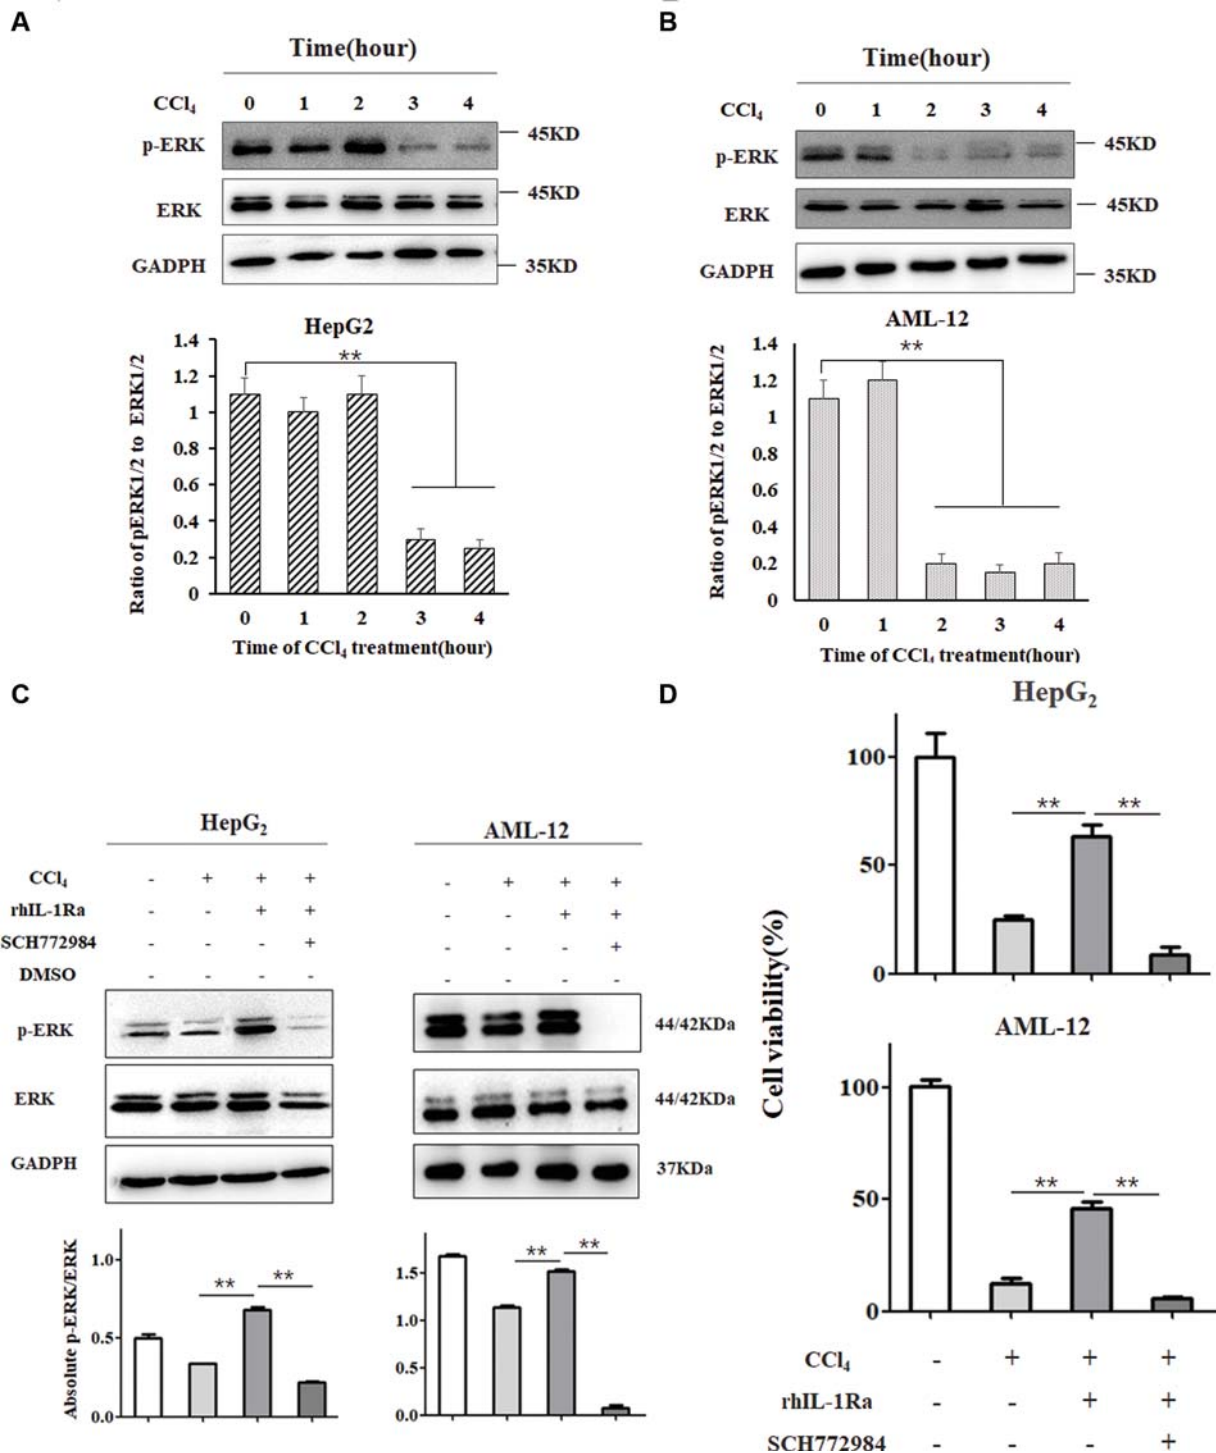 A
Time(hour)
CCl4 0 1 2 3 4
p-ERK 45KD
ERK 45KD
GADPH 35KD
HepG2
**
Ratio of pERK1/2 to ERK1/2
1.4
1.2
1
0.8
0.6
0.4
0.2
0
0 1 2 3 4
Time of CCl4 treatment(hour)
B
Time(hour)
CCl4 0 1 2 3 4
p-ERK 45KD
ERK 45KD
GADPH 35KD
AML-12
**
Ratio of pERK1/2 to ERK1/2
1.4
1.2
1
0.8
0.6
0.4
0.2
0
0 1 2 3 4
Time of CCl4 treatment(hour)
C
HepG2 AML-12
CCl4 - + + + - + + +
rhIL-1Ra - - + + - - + +
SCH772984 - - - + - - - +
DMSO - - - - - - - -
p-ERK 44/42KDa
ERK 44/42KDa
GADPH 37KDa
Absolute p-ERK/ERK
1.0
0.5
0.0
** **
1.5
1.0
0.5
0.0
** **
D
HepG2
100
50
0
** **
Cell viability(%)
AML-12
100
50
0
** **
CCl4 - + + +
rhIL-1Ra - - + +
SCH772984 - - - +